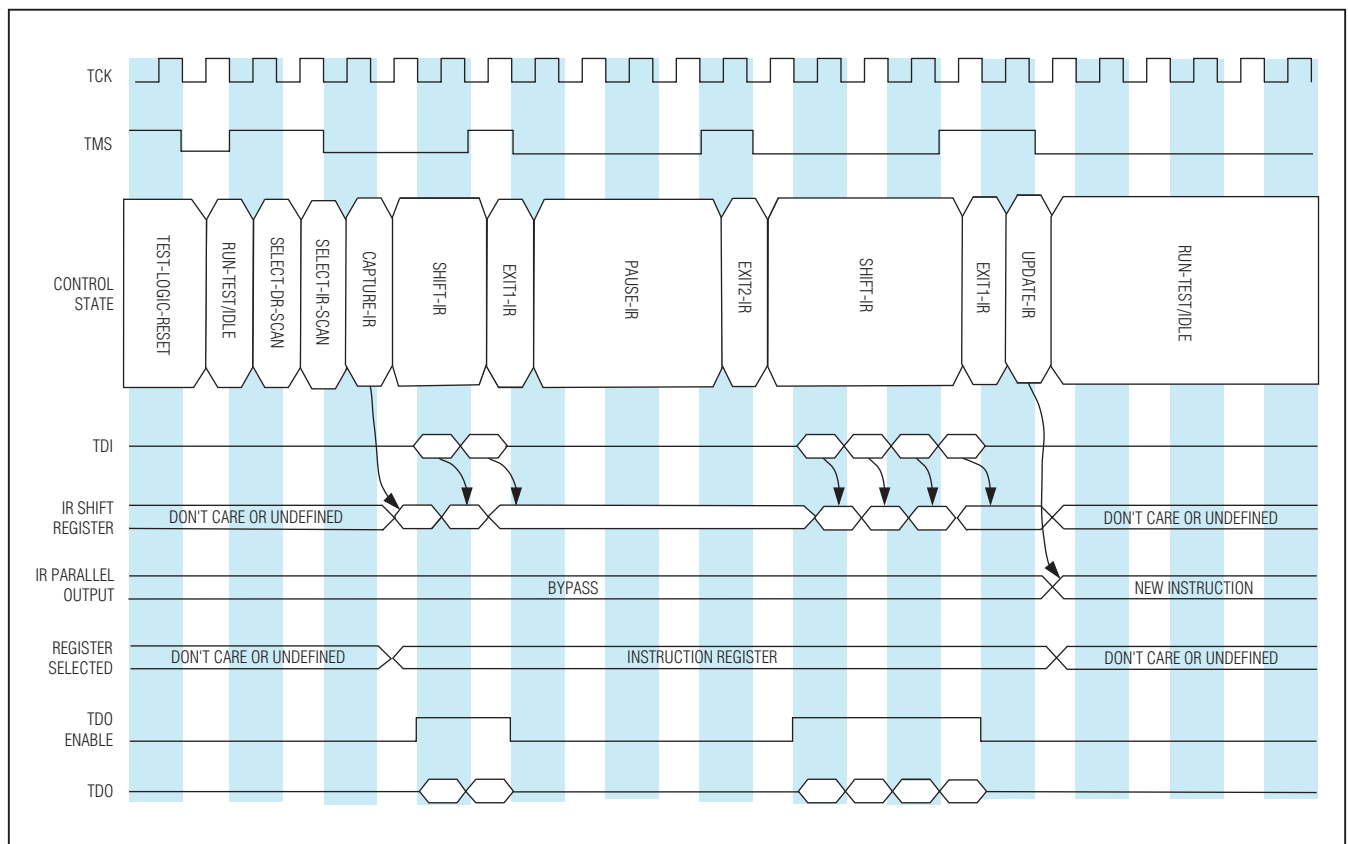 TCK
TMS
CONTROL
STATE
TEST-LOGIC-RESET
RUN-TEST/IDLE
SELECT-DR-SCAN
SELECT-IR-SCAN
CAPTURE-IR
SHIFT-IR
EXIT1-IR
PAUSE-IR
EXIT2-IR
SHIFT-IR
EXIT1-IR
UPDATE-IR
RUN-TEST/IDLE
TDI
IR SHIFT
REGISTER
DON'T CARE OR UNDEFINED
DON'T CARE OR UNDEFINED
IR PARALLEL
OUTPUT
BYPASS
NEW INSTRUCTION
REGISTER
SELECTED
DON'T CARE OR UNDEFINED
INSTRUCTION REGISTER
DON'T CARE OR UNDEFINED
TDO
ENABLE
TDO